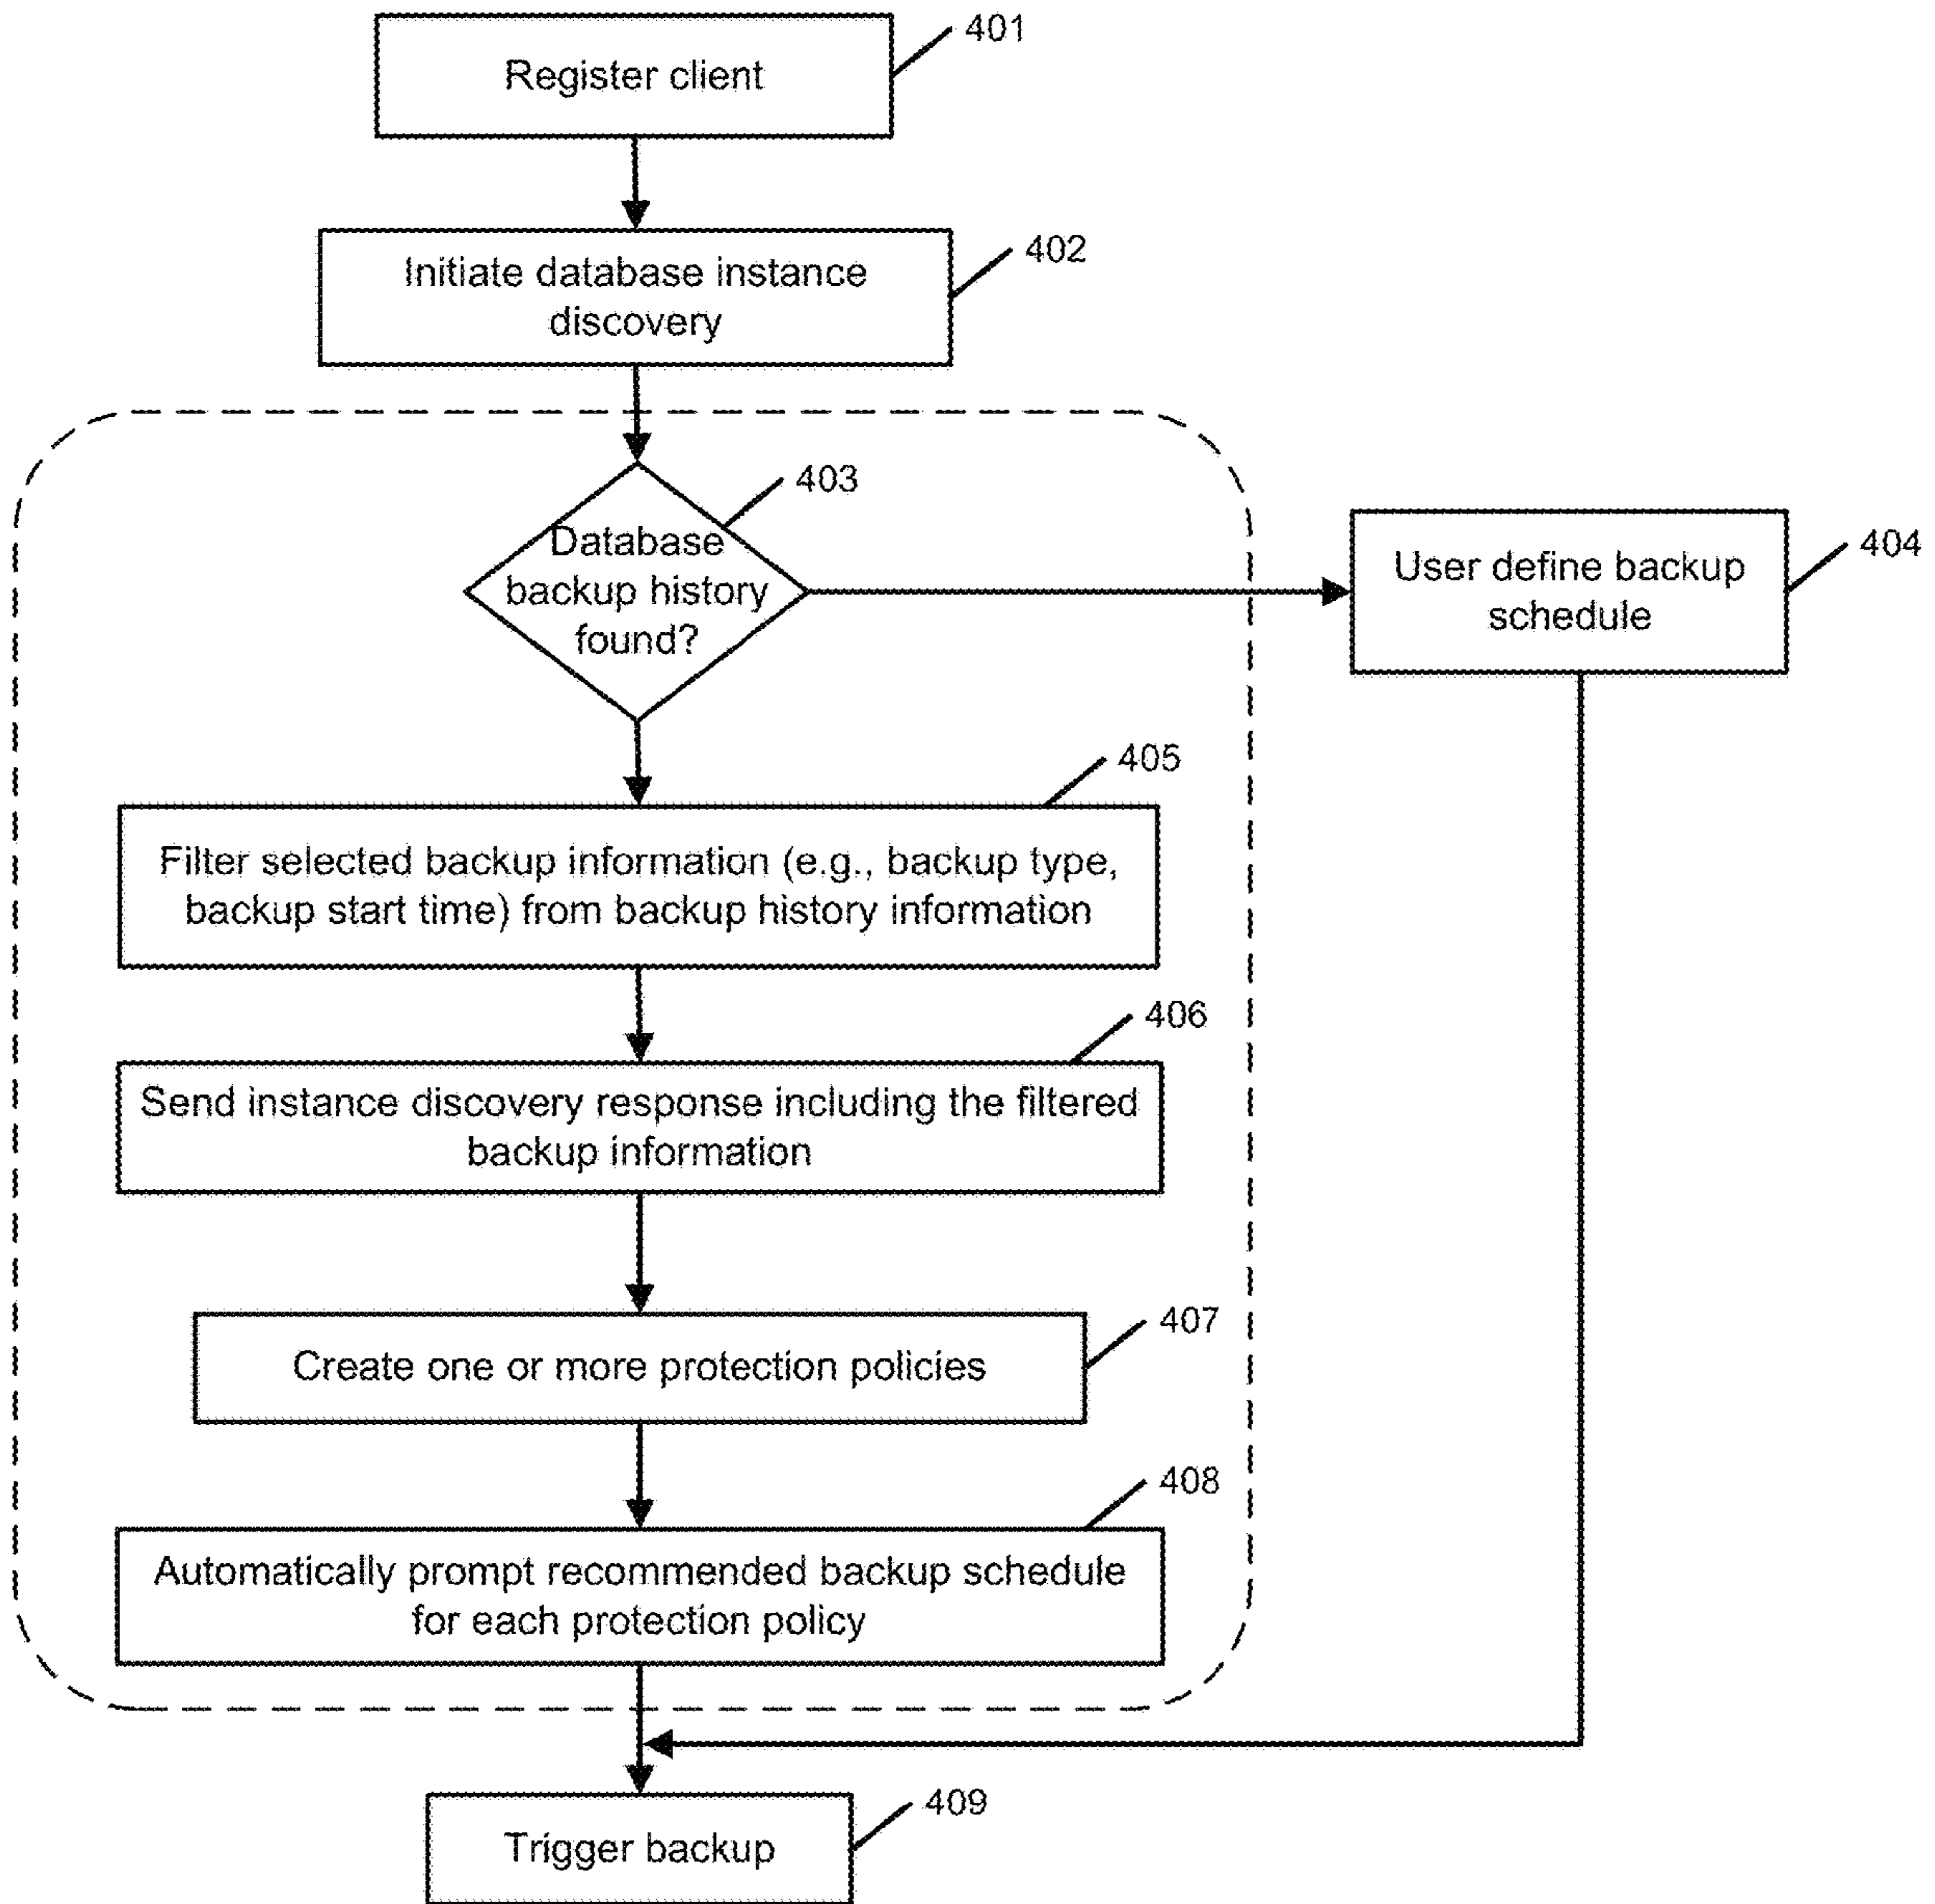 Register client
401
Initiate database instance
discovery
402
403
Database
backup history
found?
User define backup
schedule
404
405
Filter selected backup information (e.g., backup type,
backup start time) from backup history information
406
Send instance discovery response including the filtered
backup information
407
Create one or more protection policies
408
Automatically prompt recommended backup schedule
for each protection policy
409
Trigger backup